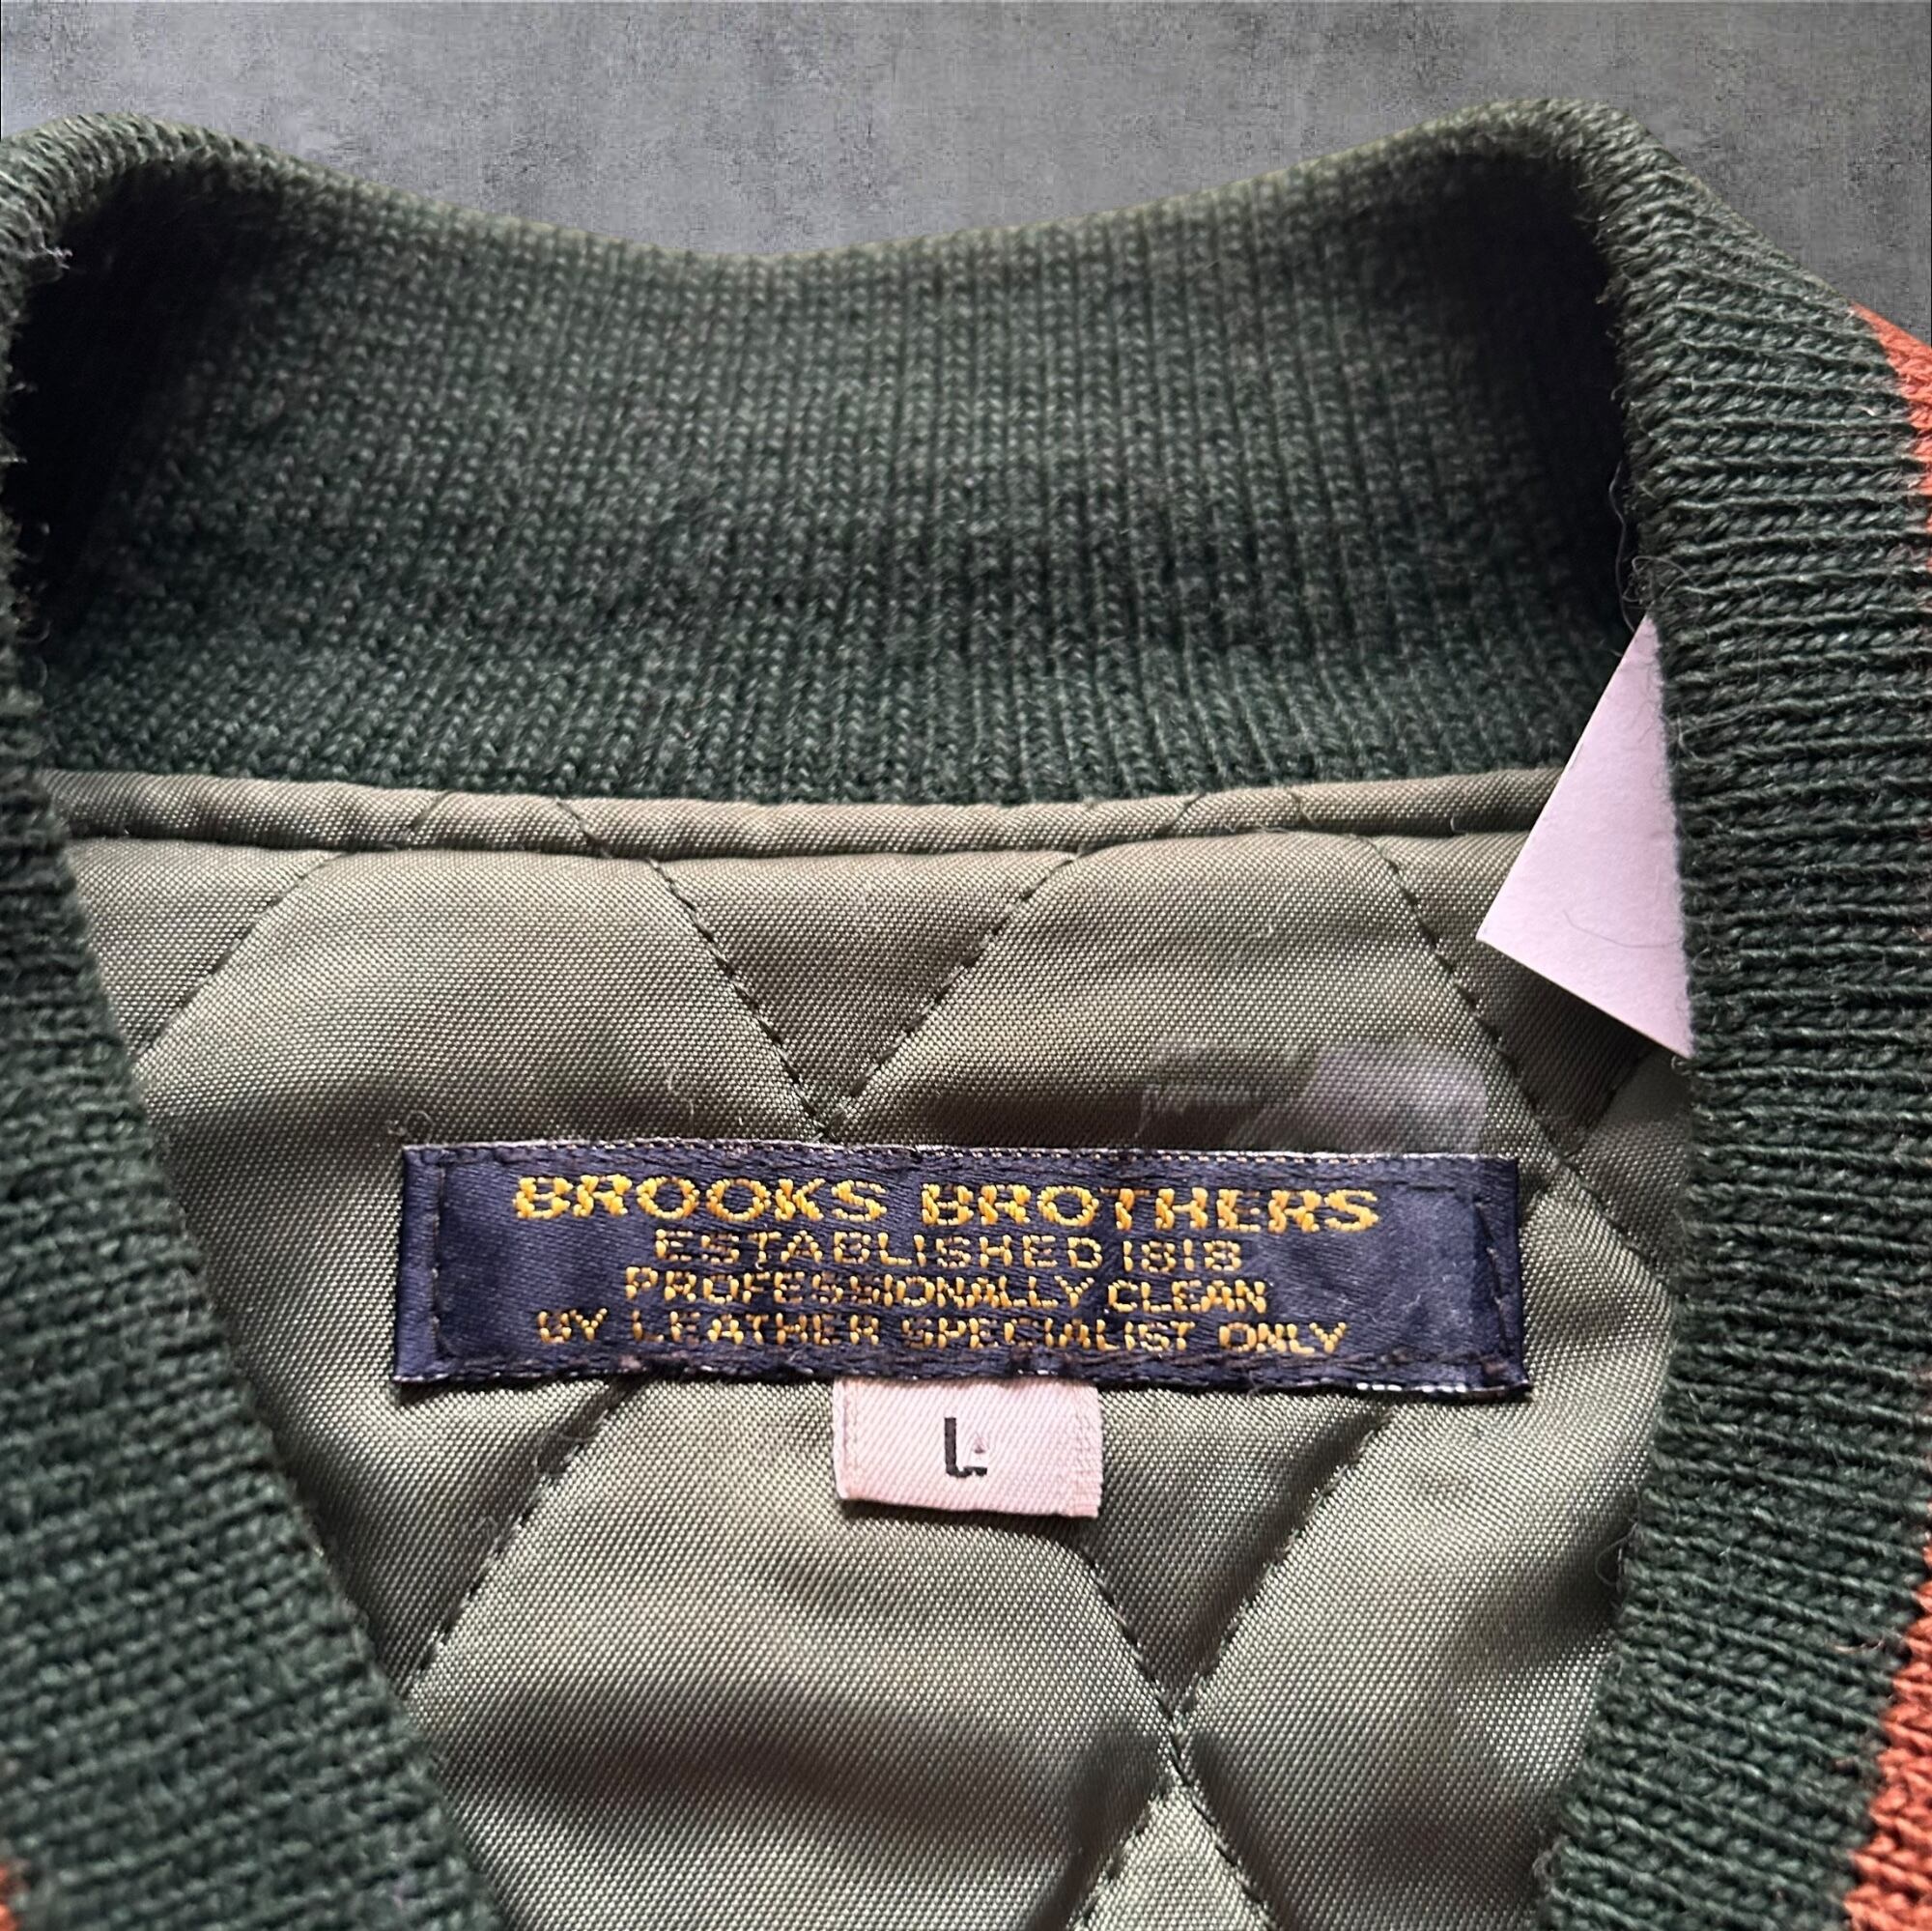 BROOKS BROTHERS
ESTABLISHED 1818
PROFESSIONALLY CLEAN
BY LEATHER SPECIALIST ONLY
L